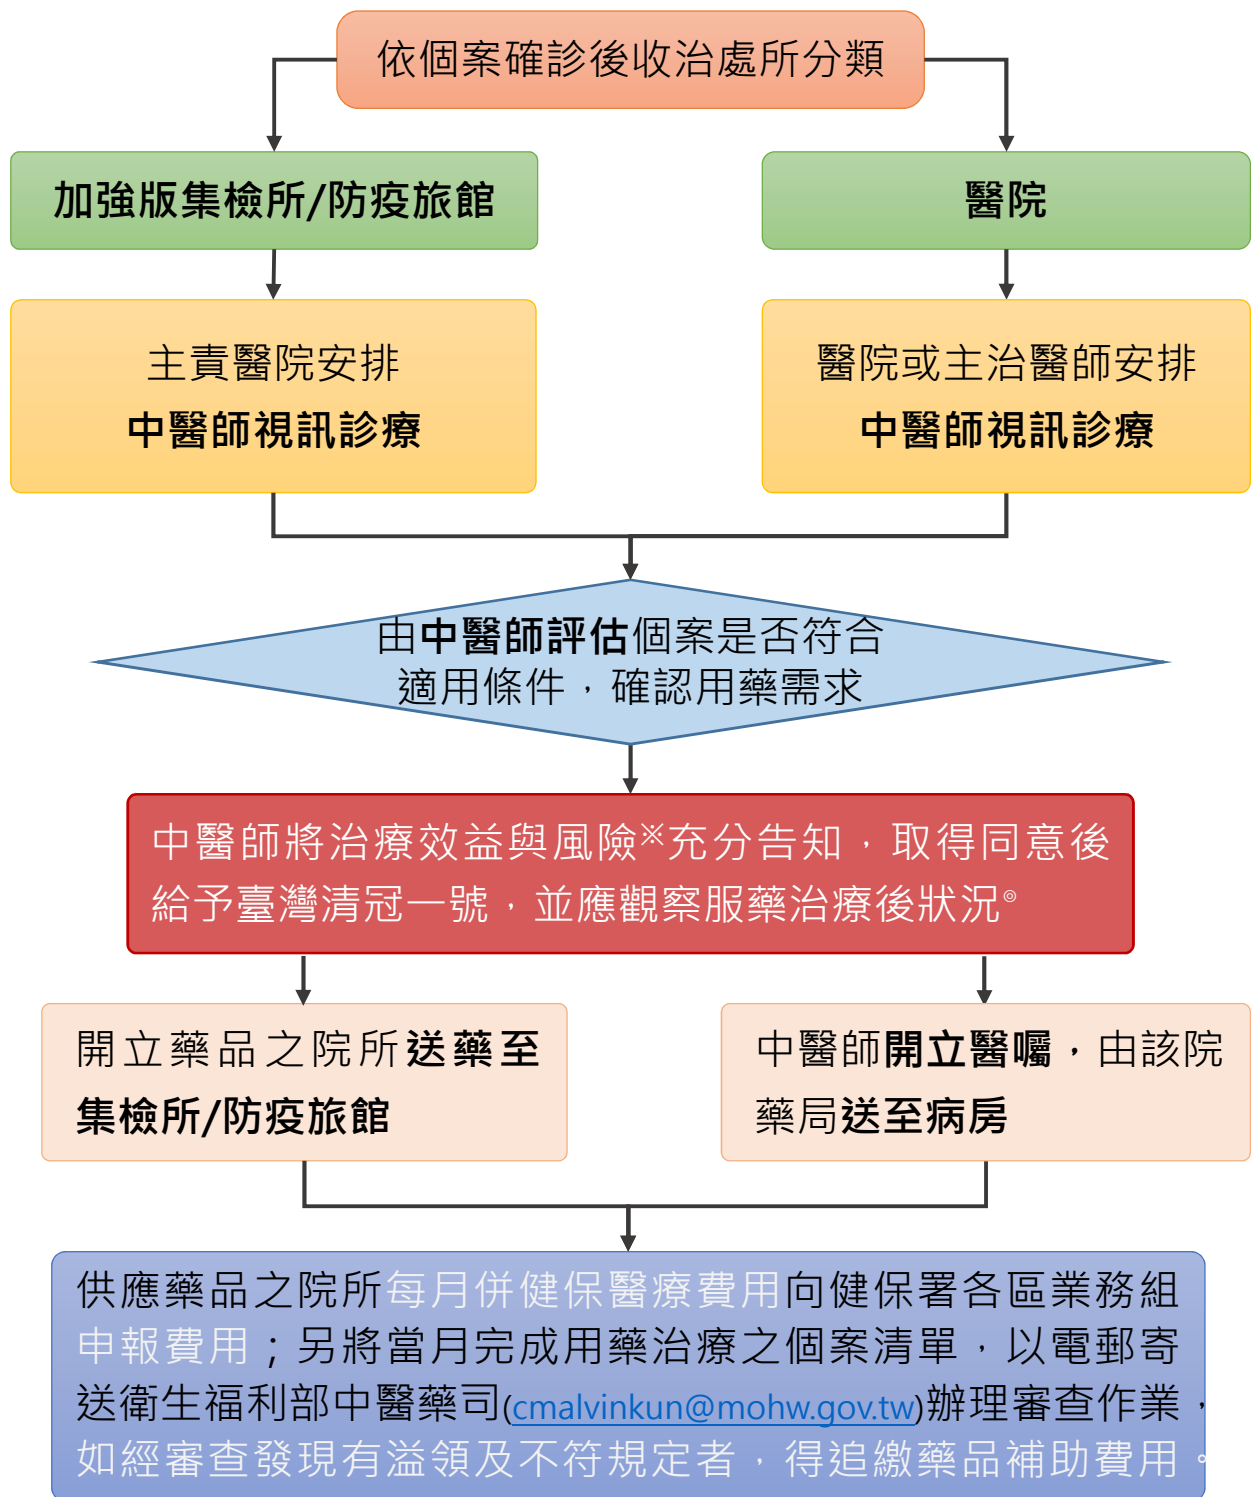 依個案確診後收治處所分類
加強版集檢所/防疫旅館
醫院
主責醫院安排
中醫師視訊診療
醫院或主治醫師安排
中醫師視訊診療
由中醫師評估個案是否符合
適用條件，確認用藥需求
中醫師將治療效益與風險※充分告知，取得同意後
給予臺灣清冠一號，並應觀察服藥治療後狀況◎
開立藥品之院所送藥至
集檢所/防疫旅館
中醫師開立醫囑，由該院
藥局送至病房
供應藥品之院所每月併健保醫療費用向健保署各區業務組
申報費用；另將當月完成用藥治療之個案清單，以電郵寄
送衛生福利部中醫藥司(cmalvinkun@mohw.gov.tw)辦理審查作業，
如經審查發現有溢領及不符規定者，得追繳藥品補助費用。